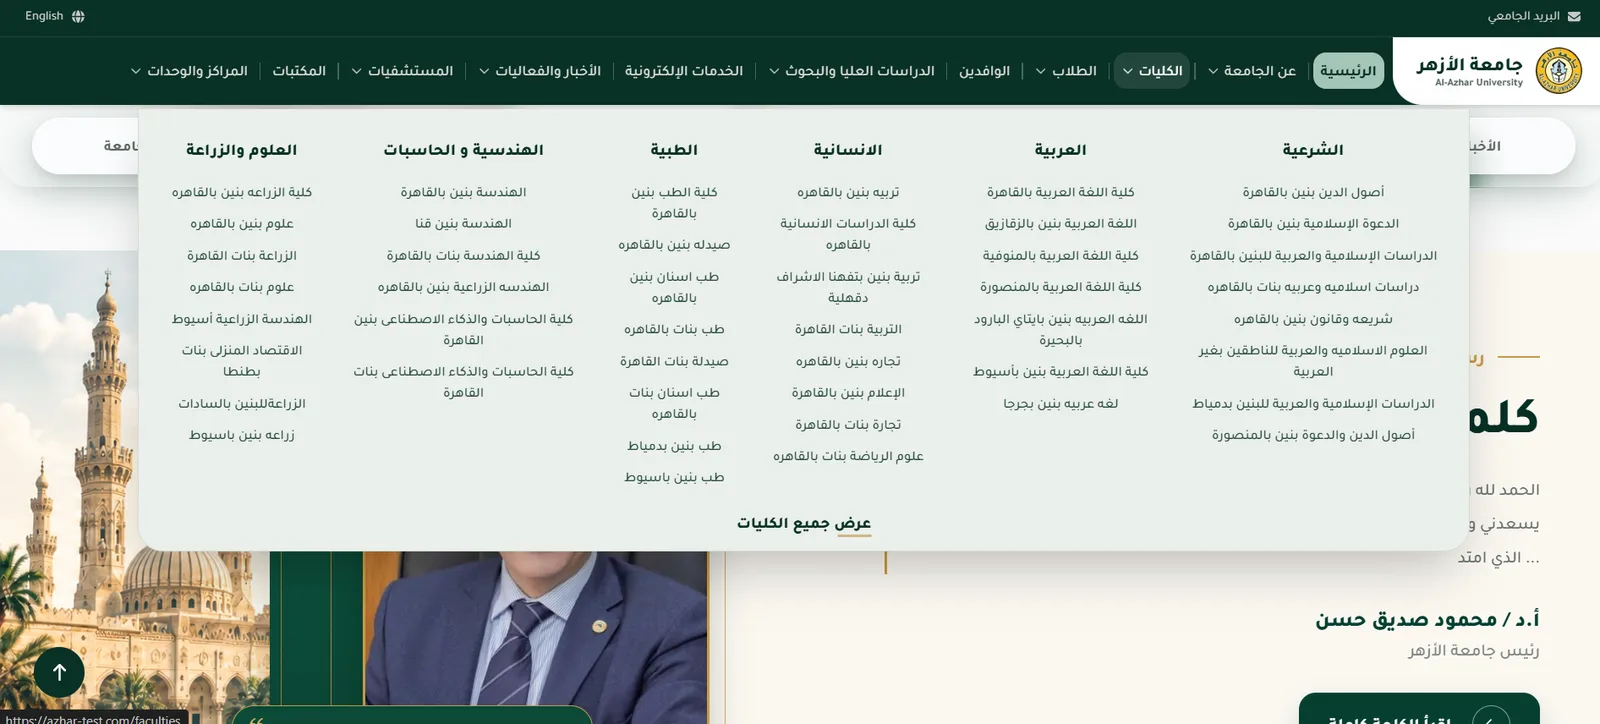 البريد الجامعي
English
جامعة الأزهر
Al-Azhar University
الرئيسية
عن الجامعة
الكليات
الطلاب
الوافدين
الدراسات العليا والبحوث
الخدمات الإلكترونية
الأخبار والفعاليات
المستشفيات
المكتبات
المراكز والوحدات
الشرعية
أصول الدين بنين بالقاهرة
الدعوة الإسلامية بنين بالقاهرة
الدراسات الإسلامية والعربية للبنين بالقاهرة
دراسات اسلاميه وعربيه بنات بالقاهره
شريعه وقانون بنين بالقاهره
العلوم الاسلاميه والعربية للناطقين بغير
العربية
الدراسات الإسلامية والعربية للبنين بدمياط
أصول الدين والدعوة بنين بالمنصورة
العربية
كلية اللغة العربية بالقاهرة
اللغة العربية بنين بالزقازيق
كلية اللغة العربية بالمنوفية
كلية اللغة العربية بالمنصورة
اللغه العربيه بنين بايتاي البارود
بالبحيرة
كلية اللغة العربية بنين بأسيوط
لغه عربيه بنين بجرجا
الانسانية
تربيه بنين بالقاهره
كلية الدراسات الانسانية
بالقاهره
تربية بنين بتفهنا الاشراف
دقهلية
التربية بنات القاهرة
تجاره بنين بالقاهره
الإعلام بنين بالقاهرة
تجارة بنات بالقاهرة
علوم الرياضة بنات بالقاهره
الطبية
كلية الطب بنين
بالقاهرة
صيدله بنين بالقاهره
طب اسنان بنين
بالقاهره
طب بنات بالقاهره
صيدلة بنات القاهرة
طب اسنان بنات
بالقاهره
طب بنين بدمياط
طب بنين باسيوط
الهندسية و الحاسبات
الهندسة بنين بالقاهرة
الهندسة بنين قنا
كلية الهندسة بنات بالقاهرة
الهندسه الزراعية بنين بالقاهره
كلية الحاسبات والذكاء الاصطناعى بنين
القاهرة
كلية الحاسبات والذكاء الاصطناعى بنات
القاهرة
العلوم والزراعة
كلية الزراعه بنين بالقاهره
علوم بنين بالقاهره
الزراعة بنات القاهرة
علوم بنات بالقاهره
الهندسة الزراعية أسيوط
الاقتصاد المنزلى بنات
بطنطا
الزراعةللبنين بالسادات
زراعه بنين باسيوط
عرض جميع الكليات
الحمد لله
يسعدني
الذي امتد ...
أ.د / محمود صديق حسن
رئيس جامعة الأزهر
اقرأ الكلمة كاملة
https://azhar-test.com/faculties